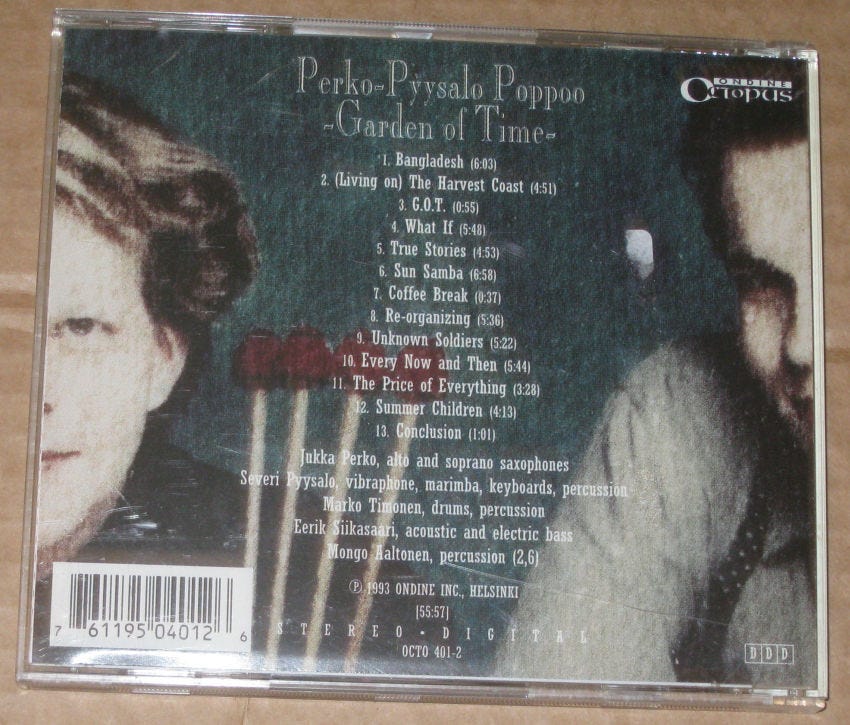 Perko-Pyysalo Poppoo
-Garden of Time-
ONDINE
Octopus
1. Bangladesh (6:03)
2. (Living on) The Harvest Coast (4:51)
3. G.O.T. (0:55)
4. What If (5:48)
5. True Stories (4:53)
6. Sun Samba (6:58)
7. Coffee Break (0:37)
8. Re-organizing (5:36)
9. Unknown Soldiers (5:22)
10. Every Now and Then (5:44)
11. The Price of Everything (3:28)
12. Summer Children (4:13)
13. Conclusion (1:01)
Jukka Perko, alto and soprano saxophones
Severi Pyysalo, vibraphone, marimba, keyboards, percussion
Marko Timonen, drums, percussion
Eerik Siikasaari, acoustic and electric bass
Mongo Aaltonen, percussion (2,6)
Ⓟ 1993 ONDINE INC., HELSINKI
[55:57]
STEREO · DIGITAL
OCTO 401-2
7 61195 04012 6
DDD